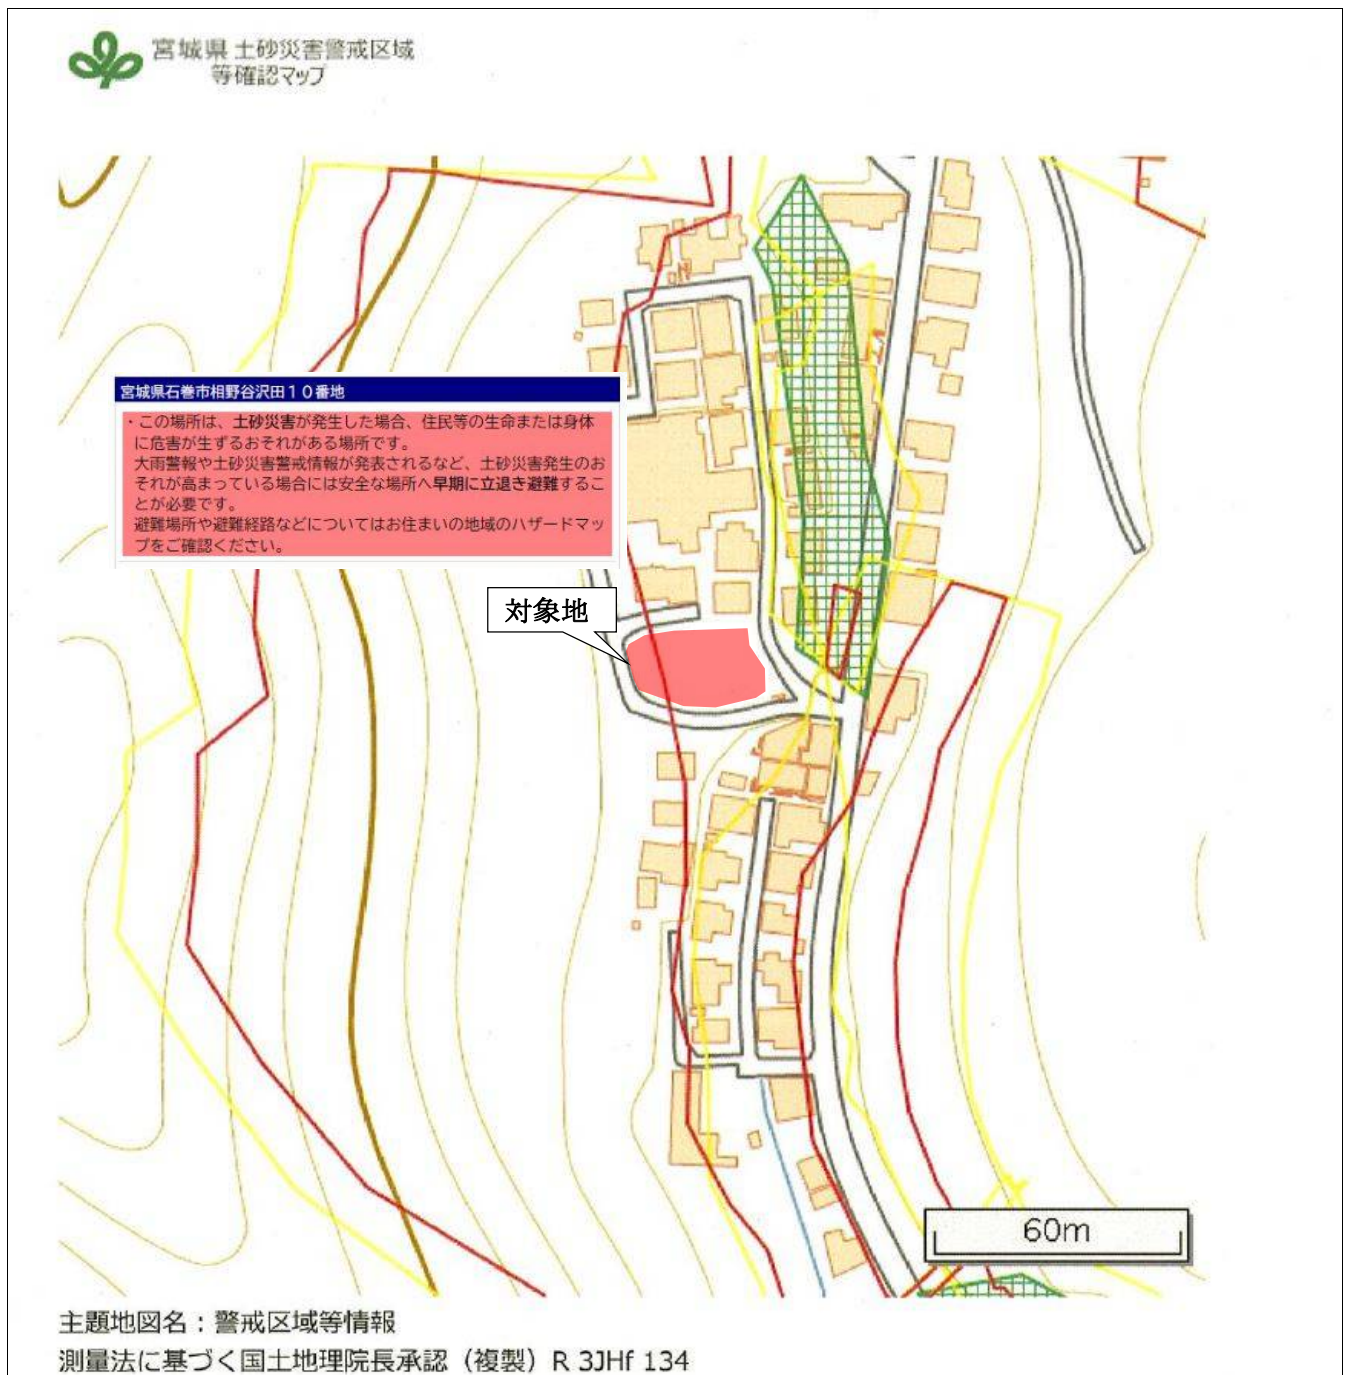 宮城県 土砂災害警戒区域
等確認マップ
宮城県石巻市相野谷沢田１０番地
・この場所は、土砂災害が発生した場合、住民等の生命または身体
に危害が生ずるおそれがある場所です。
大雨警報や土砂災害警戒情報が発表されるなど、土砂災害発生のお
それが高まっている場合には安全な場所へ早期に立退き避難するこ
とが必要です。
避難場所や避難経路などについてはお住まいの地域のハザードマッ
プをご確認ください。
対象地
60m
主題地図名：警戒区域等情報
測量法に基づく国土地理院長承認（複製）R 3JHf 134